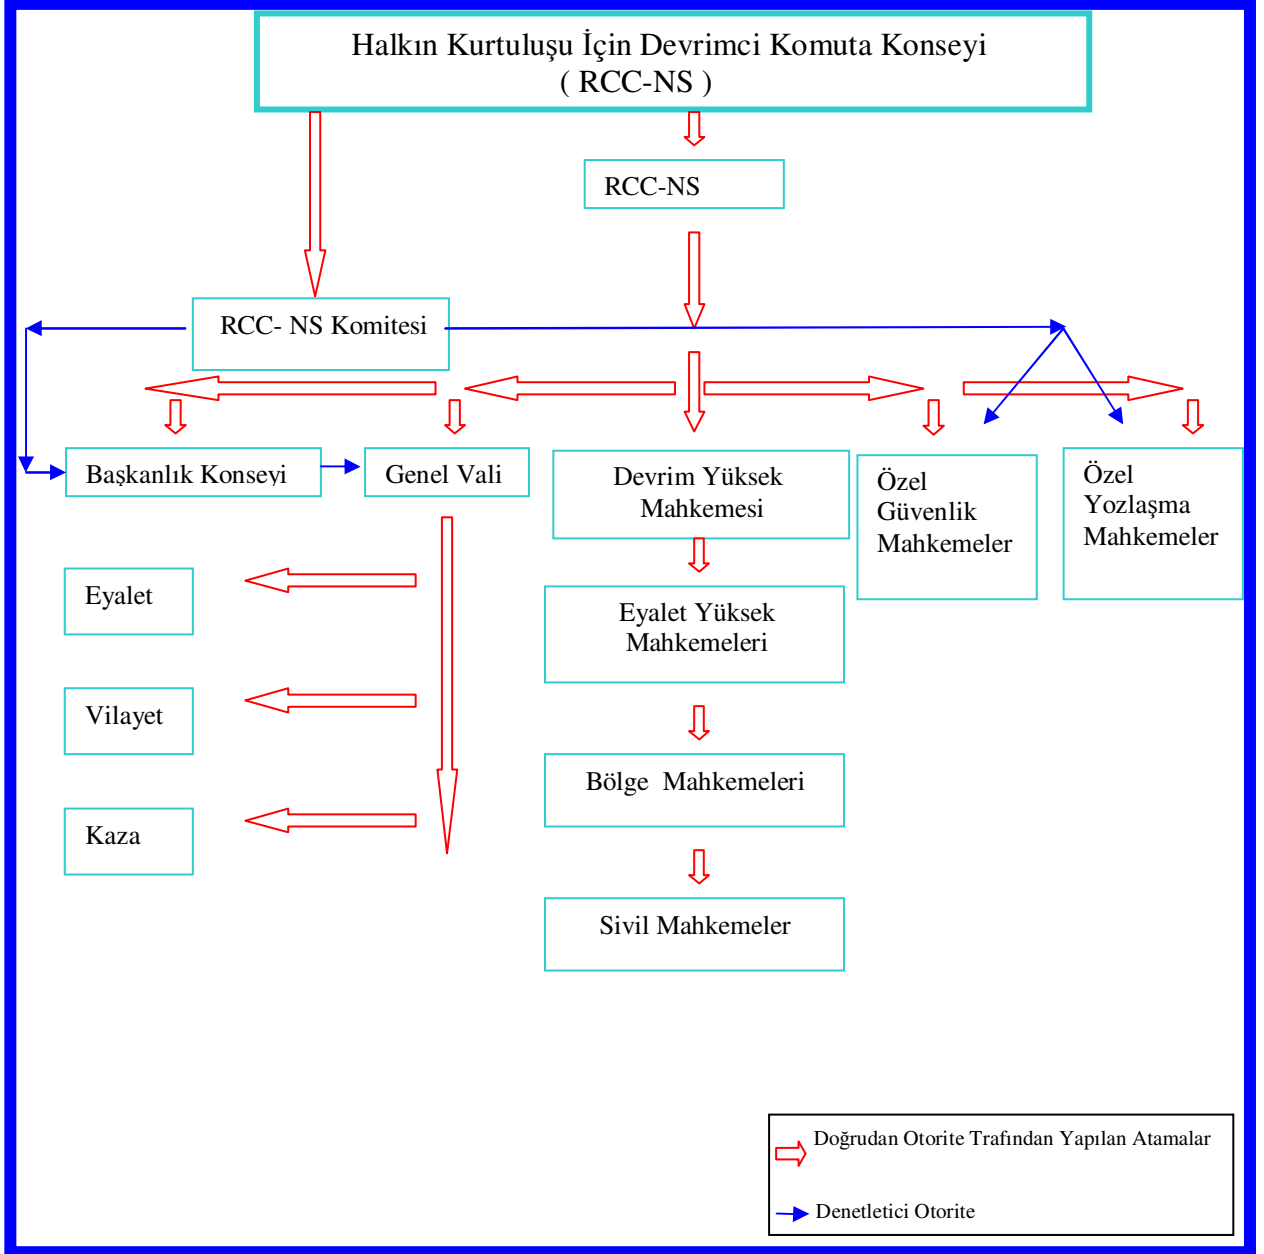 Halkın Kurtuluşu İçin Devrimci Komuta Konseyi
( RCC-NS )
RCC-NS
RCC- NS Komitesi
Başkanlık Konseyi
Genel Vali
Devrim Yüksek
Mahkemesi
Özel
Güvenlik
Mahkemeler
Özel
Yozlaşma
Mahkemeler
Eyalet
Eyalet Yüksek
Mahkemeleri
Vilayet
Bölge Mahkemeleri
Kaza
Sivil Mahkemeler
Doğrudan Otorite Trafından Yapılan Atamalar
Denetletici Otorite